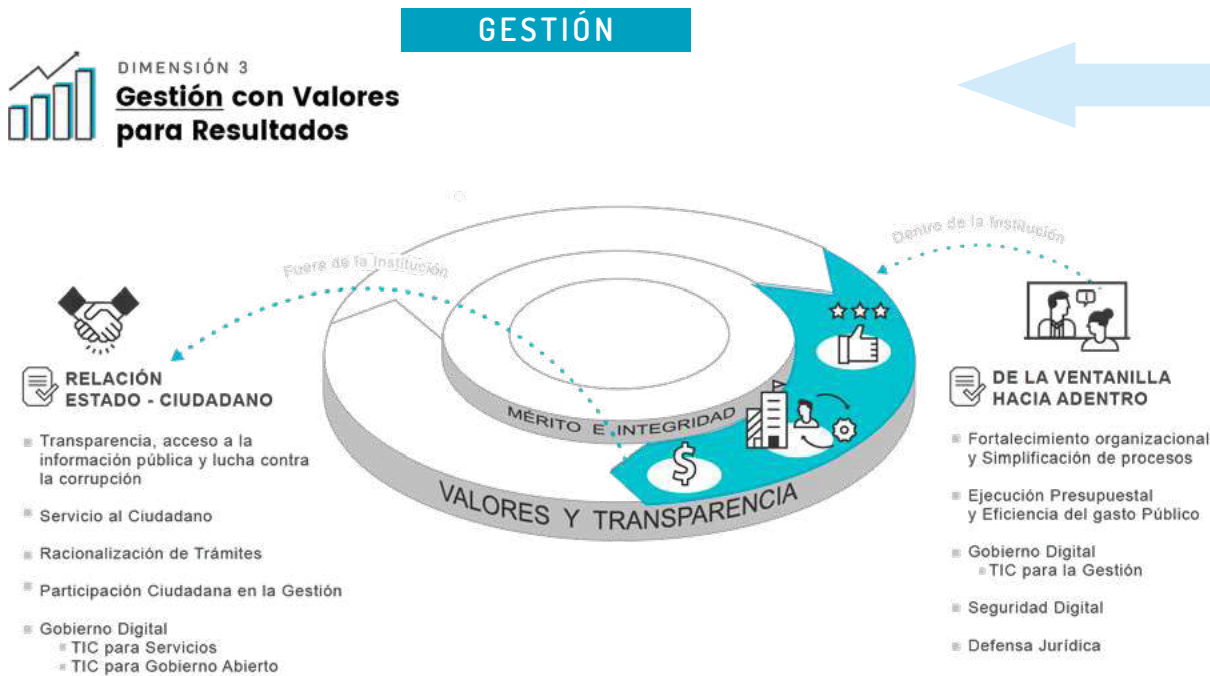 GESTIÓN
DIMENSIÓN 3
Gestión con Valores
para Resultados
Fuera de la Institución
Dentro de la Institución
RELACIÓN
ESTADO - CIUDADANO
Transparencia, acceso a la
información pública y lucha contra
la corrupción
Servicio al Ciudadano
Racionalización de Trámites
Participación Ciudadana en la Gestión
Gobierno Digital
TIC para Servicios
TIC para Gobierno Abierto
MÉRITO E INTEGRIDAD
$
VALORES Y TRANSPARENCIA
DE LA VENTANILLA
HACIA ADENTRO
Fortalecimiento organizacional
y Simplificación de procesos
Ejecución Presupuestal
y Eficiencia del gasto Público
Gobierno Digital
TIC para la Gestión
Seguridad Digital
Defensa Jurídica